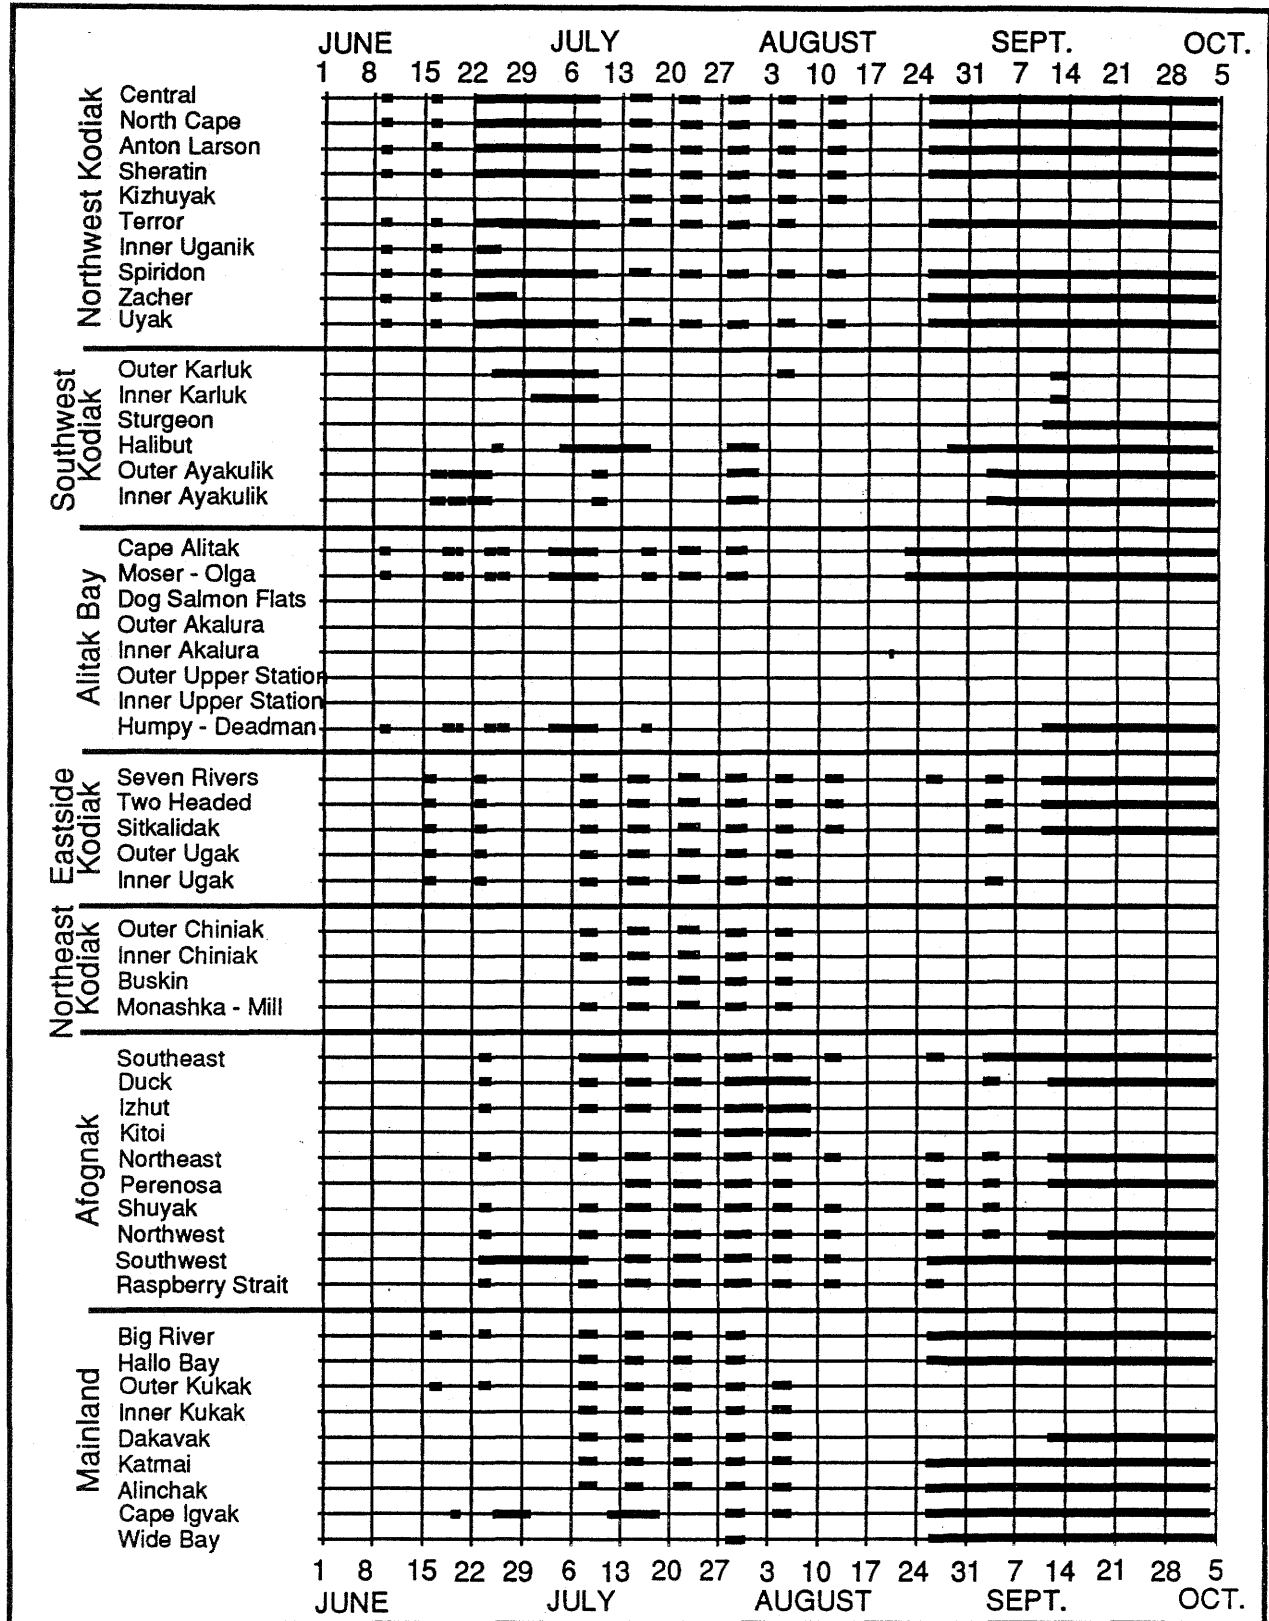 JUNE JULY AUGUST SEPT. OCT.
1 8 15 22 29 6 13 20 27 3 10 17 24 31 7 14 21 28 5
Northwest Kodiak
Central
North Cape
Anton Larson
Sheratin
Kizhuyak
Terror
Inner Uganik
Spiridon
Zacher
Uyak
Southwest
Kodiak
Outer Karluk
Inner Karluk
Sturgeon
Halibut
Outer Ayakulik
Inner Ayakulik
Alitak Bay
Cape Alitak
Moser - Olga
Dog Salmon Flats
Outer Akalura
Inner Akalura
Outer Upper Station
Inner Upper Station
Humpy - Deadman
Eastside
Kodiak
Seven Rivers
Two Headed
Sitkalidak
Outer Ugak
Inner Ugak
Northeast
Kodiak
Outer Chiniak
Inner Chiniak
Buskin
Monashka - Mill
Afognak
Southeast
Duck
Izhut
Kitoi
Northeast
Perenosa
Shuyak
Northwest
Southwest
Raspberry Strait
Mainland
Big River
Hallo Bay
Outer Kukak
Inner Kukak
Dakavak
Katmai
Alinchak
Cape Igvak
Wide Bay
1 8 15 22 29 6 13 20 27 3 10 17 24 31 7 14 21 28 5
JUNE JULY AUGUST SEPT. OCT.